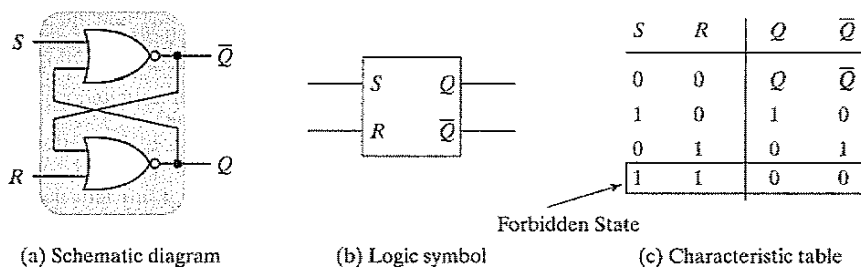 S
Q̅
R
Q
S Q
R Q̅
S R Q Q̅
0 0 Q Q̅
1 0 1 0
0 1 0 1
1 1 0 0
Forbidden State
(a) Schematic diagram
(b) Logic symbol
(c) Characteristic table